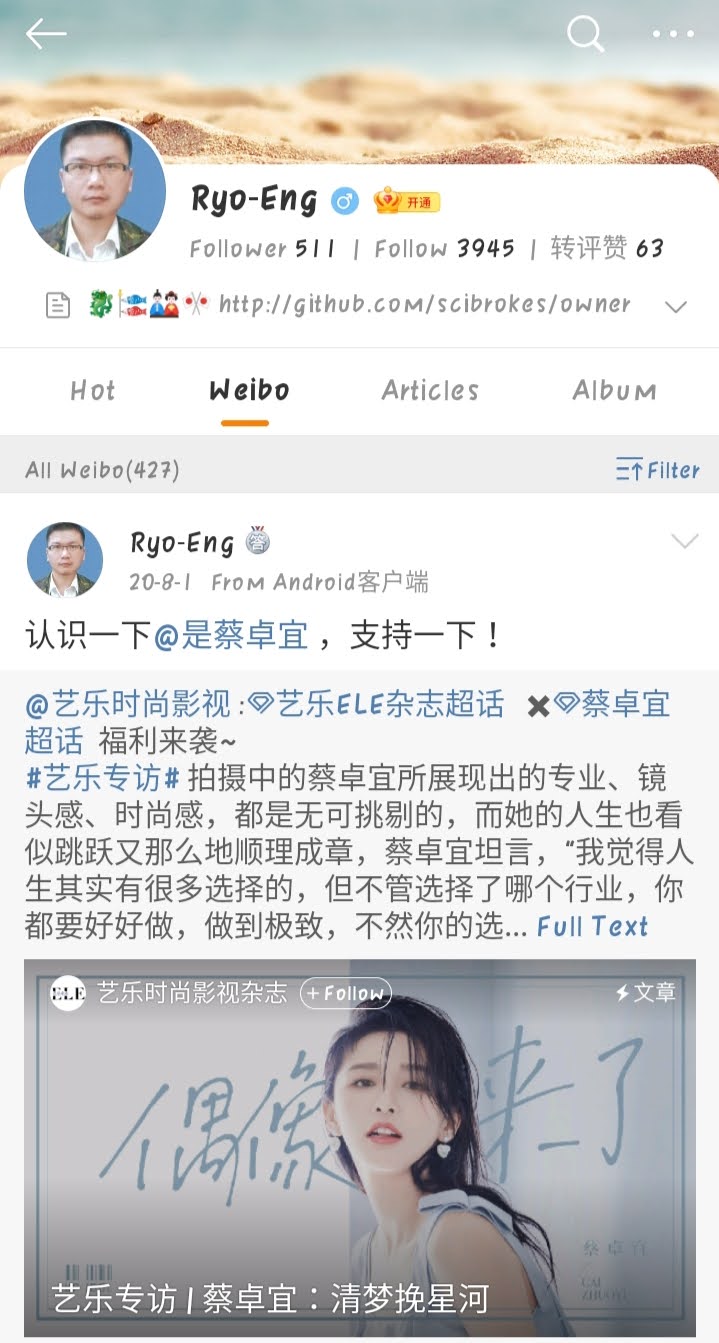 Ryo-Eng 开通
Follower 511 | Follow 3945 | 转评赞 63
http://github.com/scibrokes/owner
Hot Weibo Articles Album
All Weibo(427) Filter
Ryo-Eng 答
20-8-1 From Android客户端
认识一下@是蔡卓宜 ，支持一下！
@艺乐时尚影视 :艺乐ELE杂志超话 ✖蔡卓宜
超话 福利来袭~
#艺乐专访# 拍摄中的蔡卓宜所展现出的专业、镜
头感、时尚感，都是无可挑剔的，而她的人生也看
似跳跃又那么地顺理成章，蔡卓宜坦言，“我觉得人
生其实有很多选择的，但不管选择了哪个行业，你
都要好好做，做到极致，不然你的选... Full Text
ELE 艺乐时尚影视杂志 +Follow 文章
偶像来了
蔡卓宜
CAI
ZHUOYI
艺乐专访 | 蔡卓宜：清梦挽星河